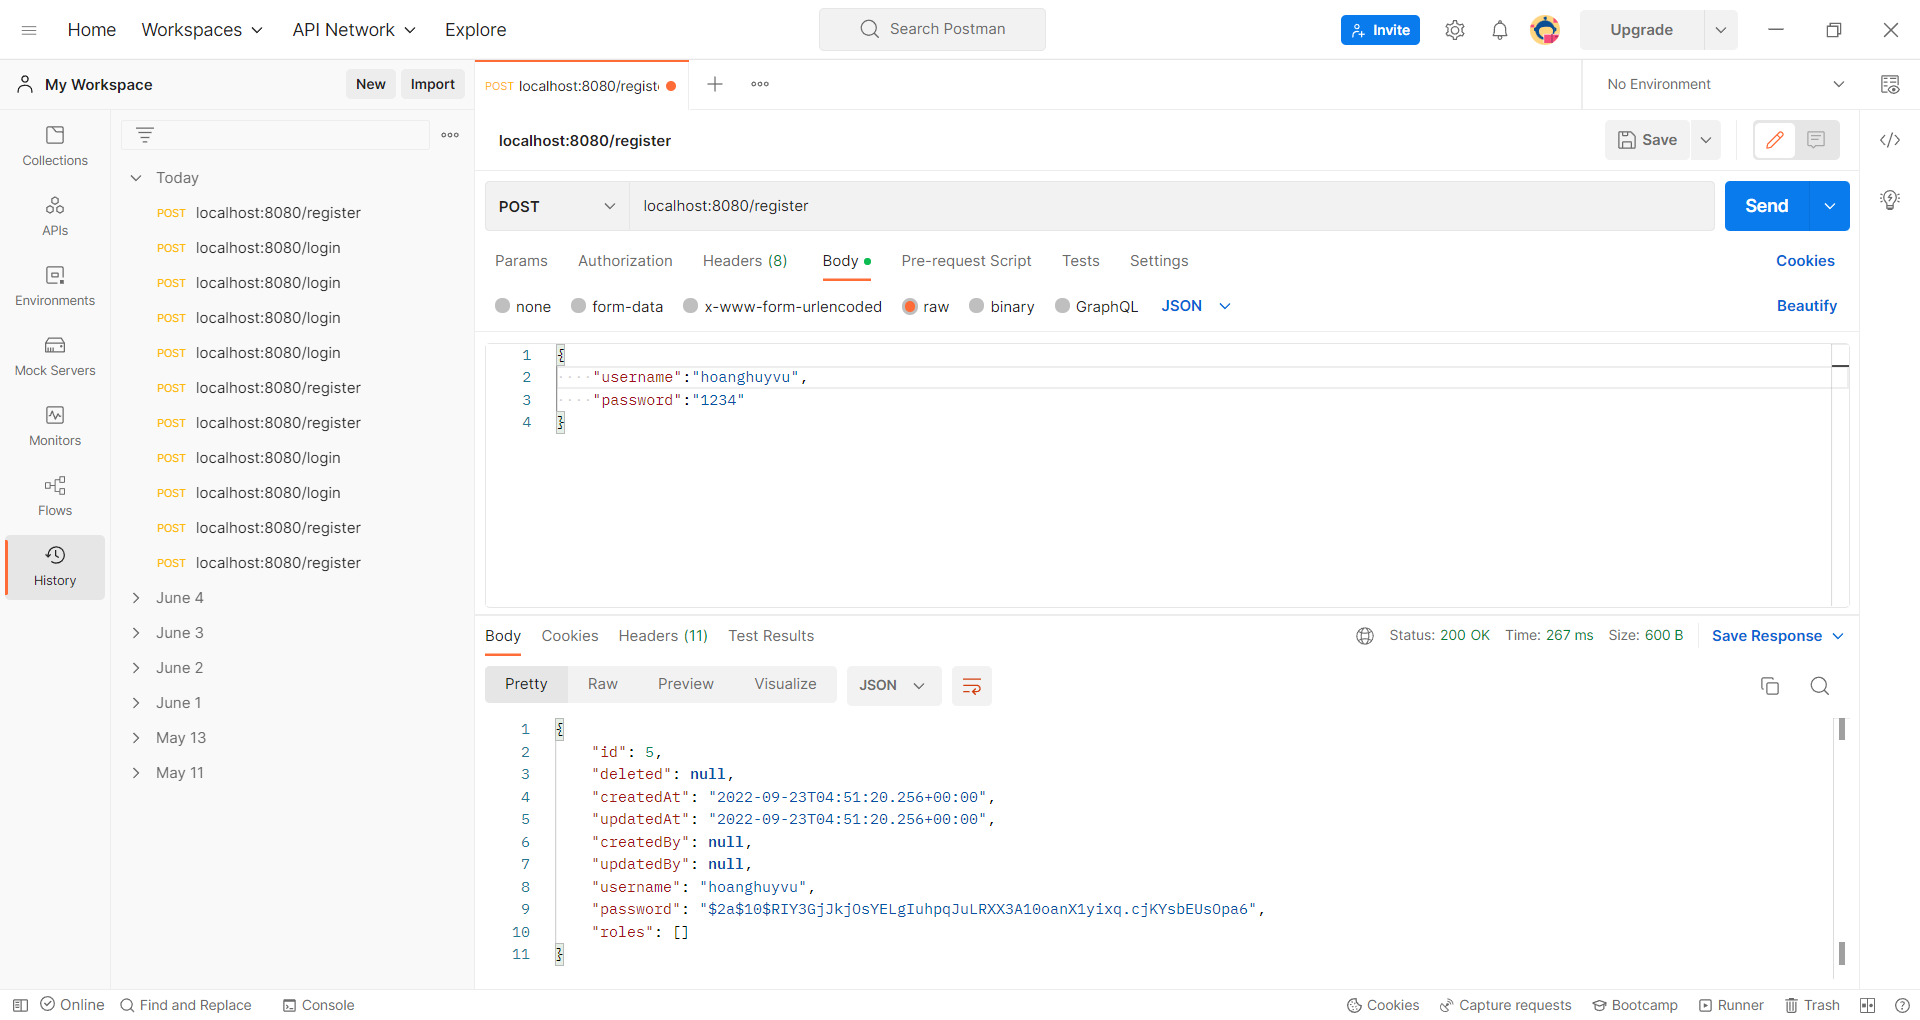 Home Workspaces API Network Explore Search Postman Invite Upgrade
My Workspace New Import
Collections
APIs
Environments
Mock Servers
Monitors
Flows
History
Today
POST localhost:8080/register
POST localhost:8080/login
POST localhost:8080/login
POST localhost:8080/login
POST localhost:8080/login
POST localhost:8080/register
POST localhost:8080/register
POST localhost:8080/login
POST localhost:8080/login
POST localhost:8080/register
POST localhost:8080/register
June 4
June 3
June 2
June 1
May 13
May 11
POST localhost:8080/regist No Environment
localhost:8080/register Save
POST localhost:8080/register Send
Params Authorization Headers (8) Body Pre-request Script Tests Settings Cookies
none form-data x-www-form-urlencoded raw binary GraphQL JSON Beautify
1 {
2 "username":"hoanghuyvu",
3 "password":"1234"
4 }
Body Cookies Headers (11) Test Results Status: 200 OK Time: 267 ms Size: 600 B Save Response
Pretty Raw Preview Visualize JSON
1 {
2 "id": 5,
3 "deleted": null,
4 "createdAt": "2022-09-23T04:51:20.256+00:00",
5 "updatedAt": "2022-09-23T04:51:20.256+00:00",
6 "createdBy": null,
7 "updatedBy": null,
8 "username": "hoanghuyvu",
9 "password": "$2a$10$RIY3GjJkjOsYELgIuhpqJuLRXX3A10oanX1yixq.cjKYsbEUsOpa6",
10 "roles": []
11 }
Online Find and Replace Console Cookies Capture requests Bootcamp Runner Trash